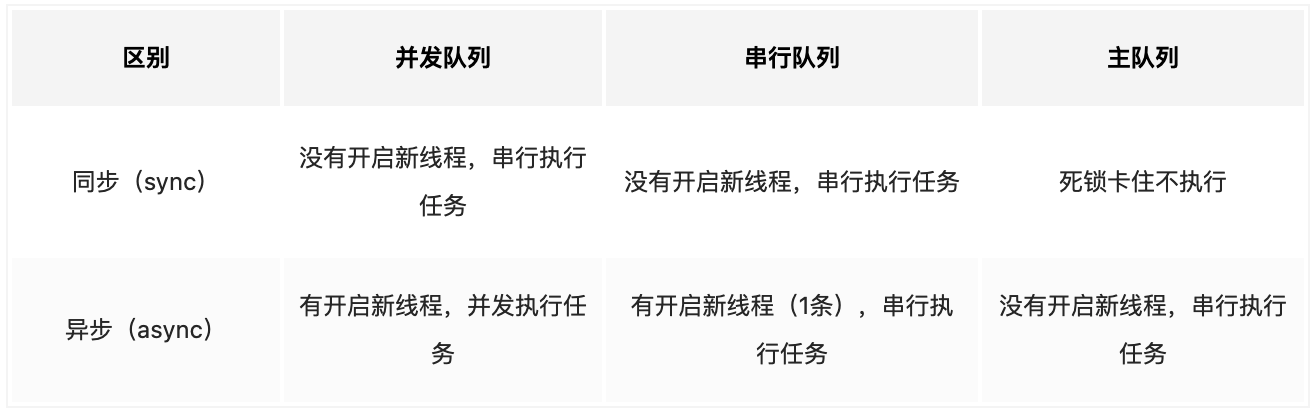 区别 并发队列 串行队列 主队列
同步（sync） 没有开启新线程，串行执行
任务 没有开启新线程，串行执行任务 死锁卡住不执行
异步（async） 有开启新线程，并发执行任
务 有开启新线程（1条），串行执
行任务 没有开启新线程，串行执行
任务